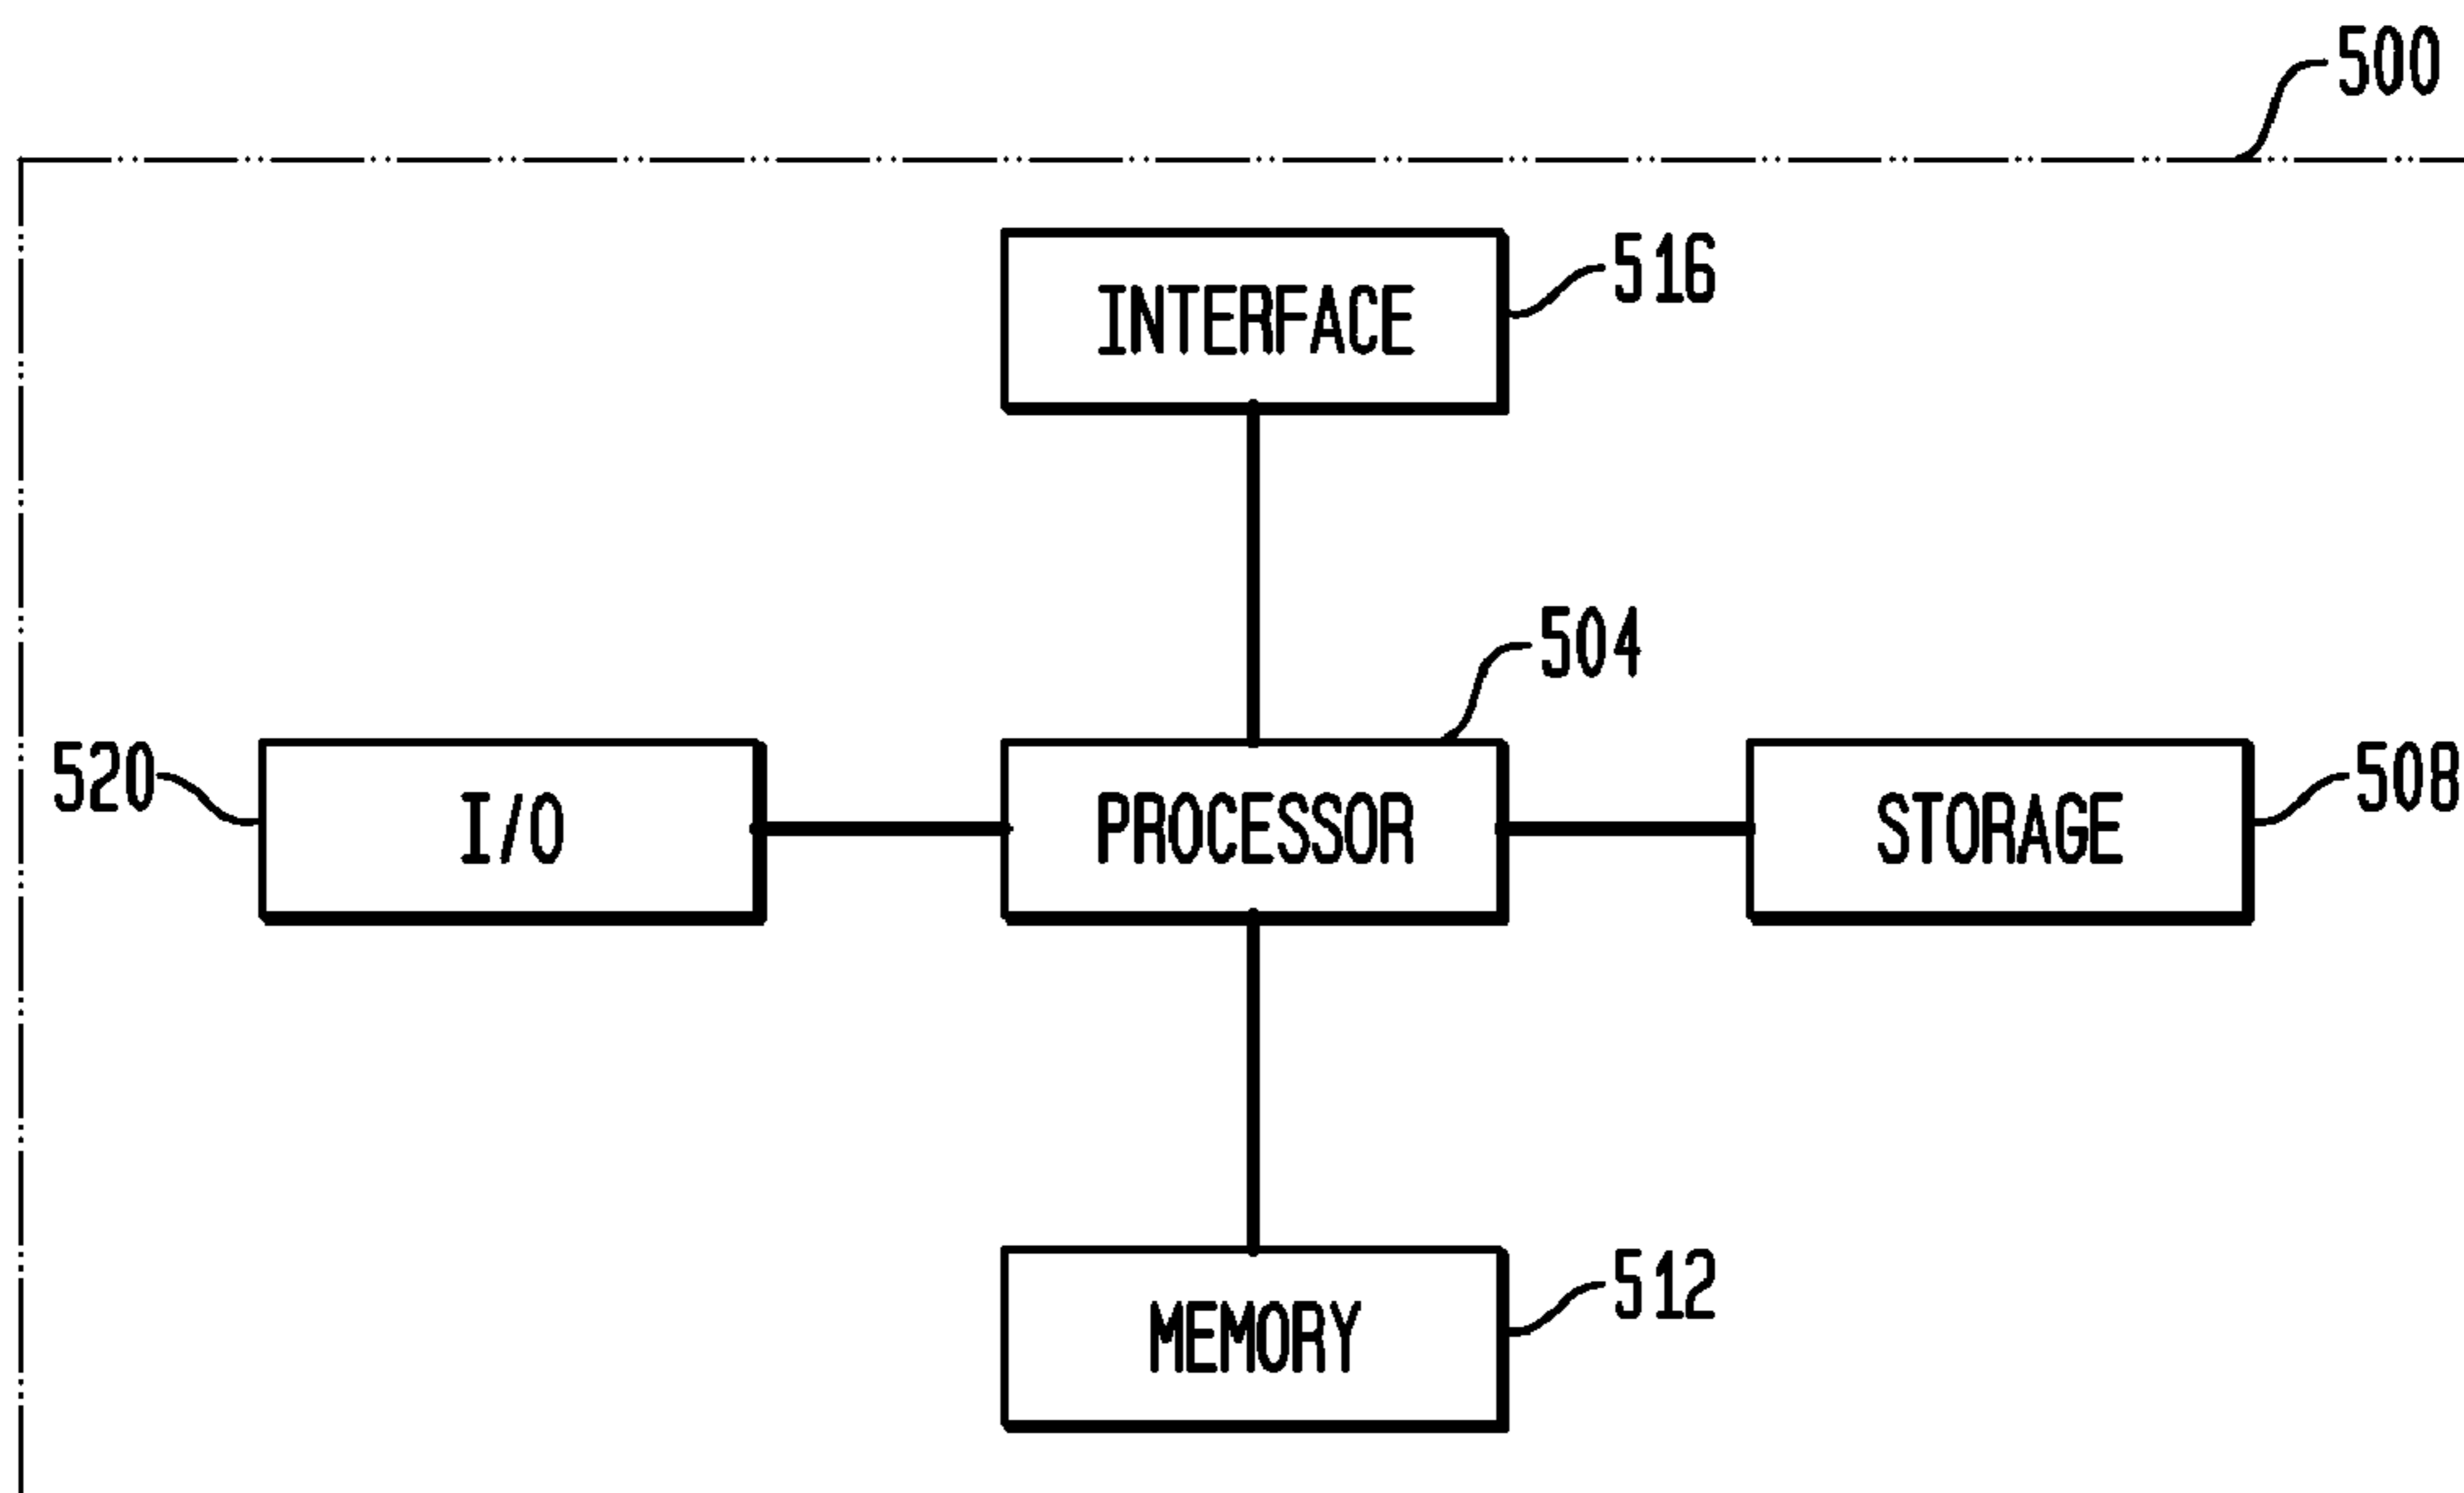 500
INTERFACE
516
504
520
I/O
PROCESSOR
STORAGE
508
MEMORY
512